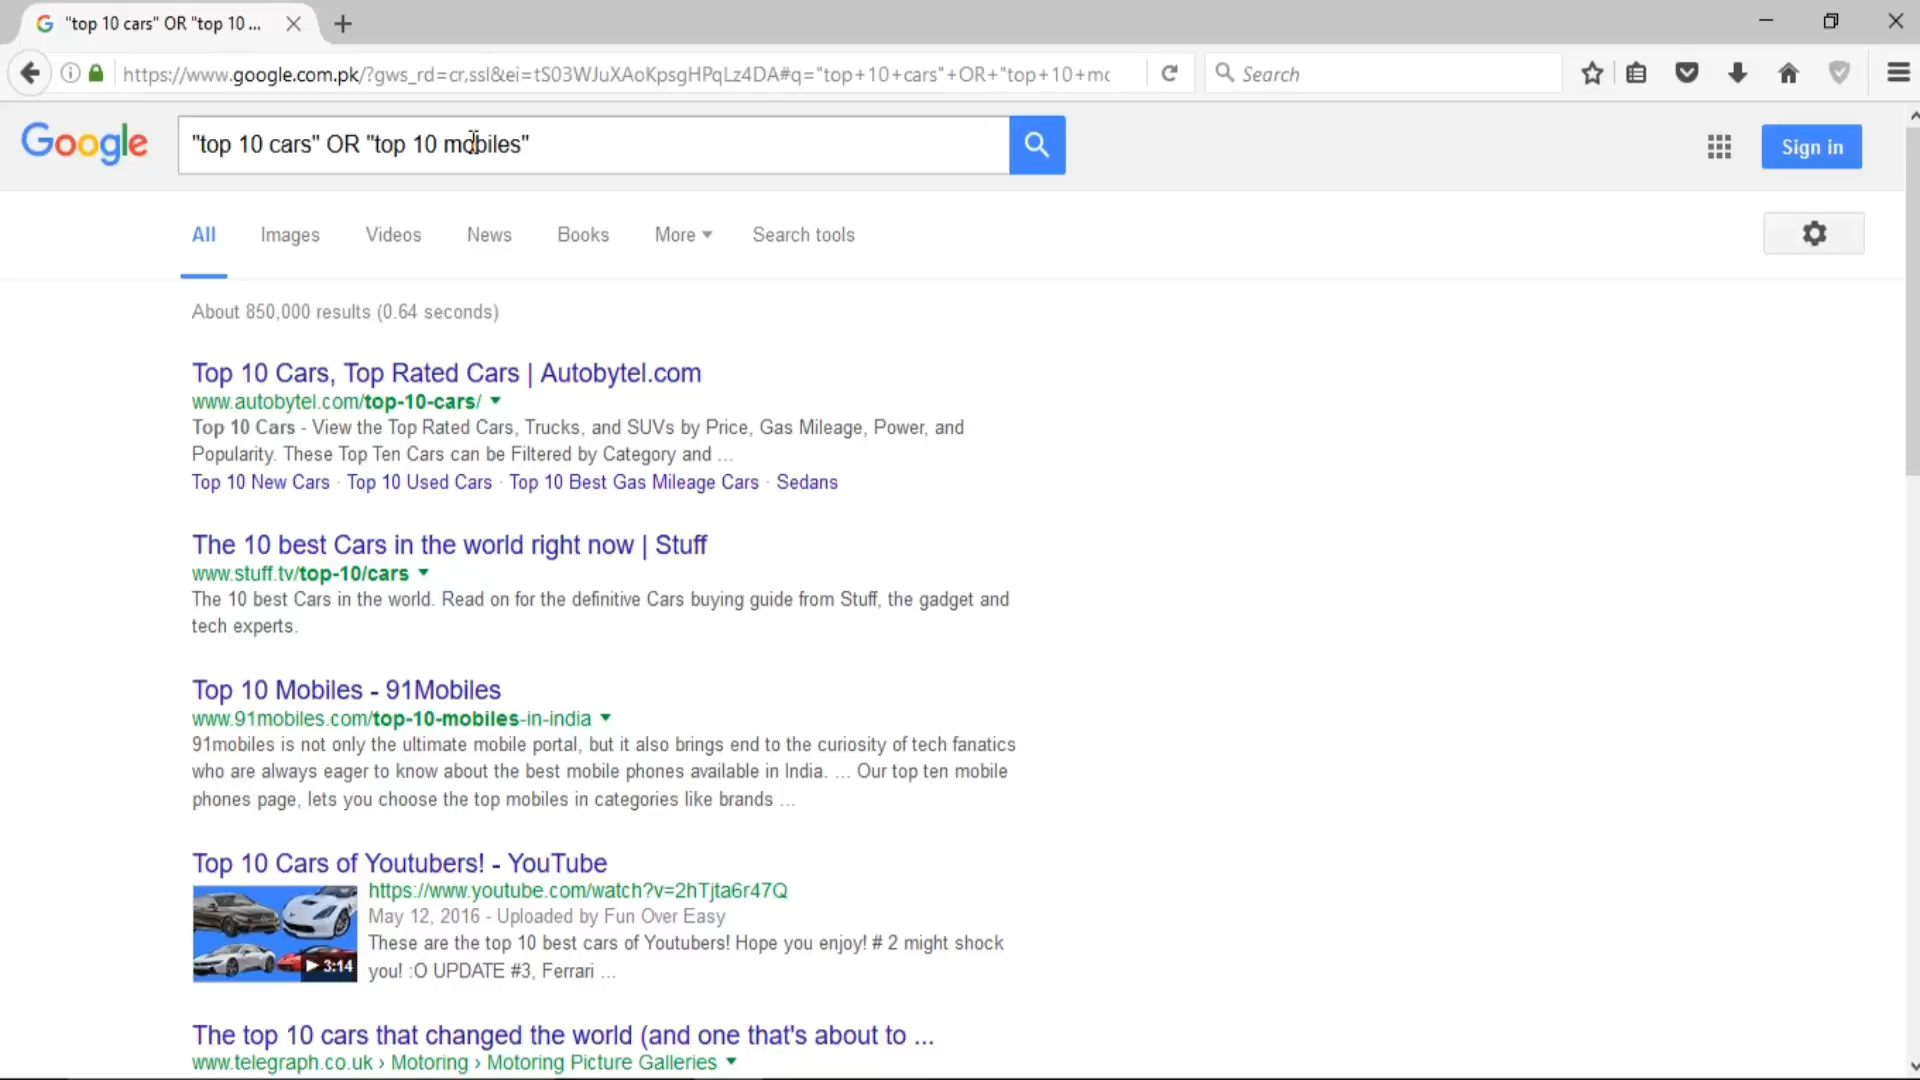 "top 10 cars" OR "top 10 ...
https://www.google.com.pk/?gws_rd=cr,ssl&ei=tS03WJuXAoKpsgHPqLz4DA#q="top+10+cars"+OR+"top+10+mc
Search
Google
"top 10 cars" OR "top 10 mobiles"
Sign in
All Images Videos News Books More Search tools
About 850,000 results (0.64 seconds)
Top 10 Cars, Top Rated Cars | Autobytel.com
www.autobytel.com/top-10-cars/
Top 10 Cars - View the Top Rated Cars, Trucks, and SUVs by Price, Gas Mileage, Power, and
Popularity. These Top Ten Cars can be Filtered by Category and ...
Top 10 New Cars · Top 10 Used Cars · Top 10 Best Gas Mileage Cars · Sedans
The 10 best Cars in the world right now | Stuff
www.stuff.tv/top-10/cars
The 10 best Cars in the world. Read on for the definitive Cars buying guide from Stuff, the gadget and
tech experts.
Top 10 Mobiles - 91Mobiles
www.91mobiles.com/top-10-mobiles-in-india
91mobiles is not only the ultimate mobile portal, but it also brings end to the curiosity of tech fanatics
who are always eager to know about the best mobile phones available in India. ... Our top ten mobile
phones page, lets you choose the top mobiles in categories like brands ...
Top 10 Cars of Youtubers! - YouTube
https://www.youtube.com/watch?v=2hTjta6r47Q
May 12, 2016 - Uploaded by Fun Over Easy
These are the top 10 best cars of Youtubers! Hope you enjoy! # 2 might shock
3:14
you! :O UPDATE #3, Ferrari ...
The top 10 cars that changed the world (and one that's about to ...
www.telegraph.co.uk › Motoring › Motoring Picture Galleries